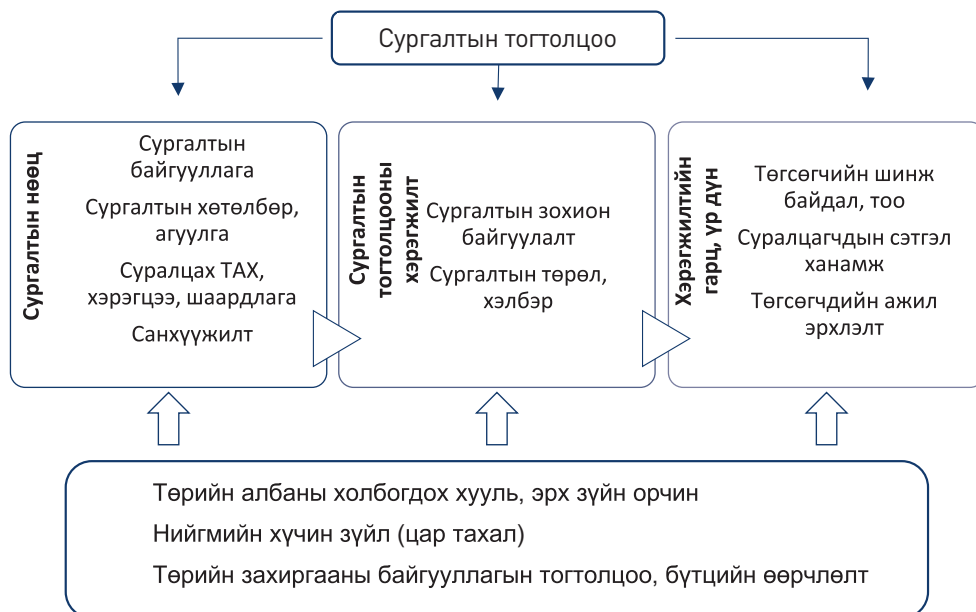 Сургалтын тогтолцоо
Сургалтын нөөц
Сургалтын
байгууллага
Сургалтын хөтөлбөр,
агуулга
Суралцах ТАХ,
хэрэгцээ, шаардлага
Санхүүжилт
Сургалтын
тогтолцооны
хэрэгжилт
Сургалтын зохион
байгуулалт
Сургалтын төрөл,
хэлбэр
Хэрэгжилтийн
гарц, үр дүн
Төгсөгчийн шинж
байдал, тоо
Суралцагчдын сэтгэл
ханамж
Төгсөгчдийн ажил
эрхлэлт
Төрийн албаны холбогдох хууль, эрх зүйн орчин
Нийгмийн хүчин зүйл (цар тахал)
Төрийн захиргааны байгууллагын тогтолцоо, бүтцийн өөрчлөлт